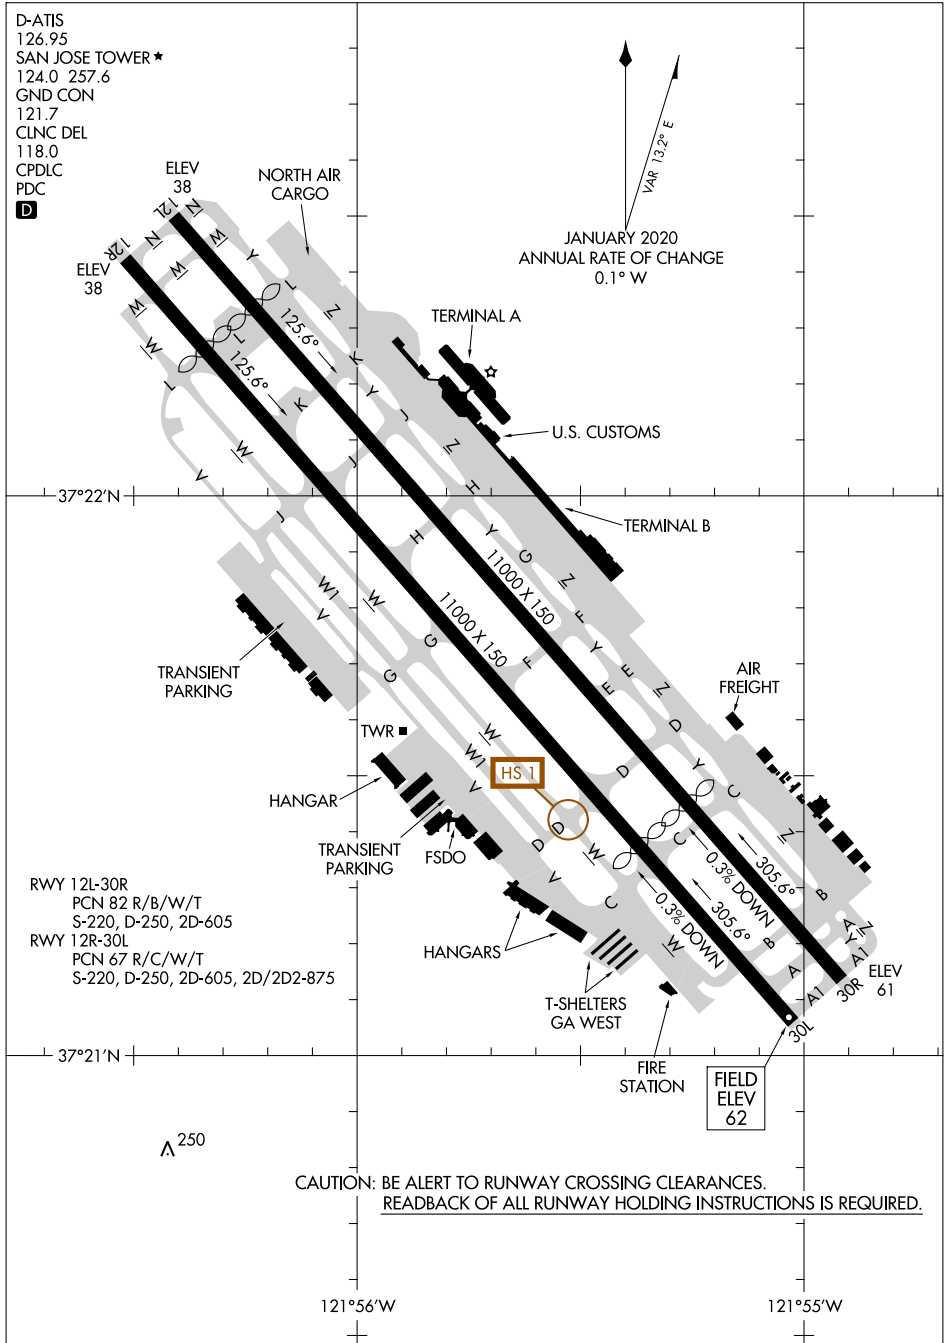 D-ATIS
126.95
SAN JOSE TOWER ★
124.0 257.6
GND CON
121.7
CLNC DEL
118.0
CPDLC
PDC
D
ELEV
38
NORTH AIR
CARGO
VAR 13.2° E
JANUARY 2020
ANNUAL RATE OF CHANGE
0.1° W
12L
N
12R
N
W
Y
ELEV
38
W
W
L
Z
W
125.6°
TERMINAL A
L
125.6°
K
L
Y
K
J
U.S. CUSTOMS
W
Z
J
V
H
37°22'N
J
Y
TERMINAL B
H
G
11000 X 150
Z
W1
W
V
11000 X 150
F
G
Y
TRANSIENT
PARKING
F
E
G
E
Z
AIR
FREIGHT
D
TWR
W
W1
Y
HS 1
D
V
C
HANGAR
D
D
Z
C
TRANSIENT
PARKING
FSDO
W
305.6°
0.3% DOWN
V
B
RWY 12L-30R
PCN 82 R/B/W/T
S-220, D-250, 2D-605
RWY 12R-30L
PCN 67 R/C/W/T
S-220, D-250, 2D-605, 2D/2D2-875
C
305.6°
0.3% DOWN
A
Z
Y
HANGARS
W
B
A1
A
30R
ELEV
61
A1
T-SHELTERS
GA WEST
30L
37°21'N
FIRE
STATION
FIELD
ELEV
62
250
CAUTION: BE ALERT TO RUNWAY CROSSING CLEARANCES.
READBACK OF ALL RUNWAY HOLDING INSTRUCTIONS IS REQUIRED.
121°56'W
121°55'W